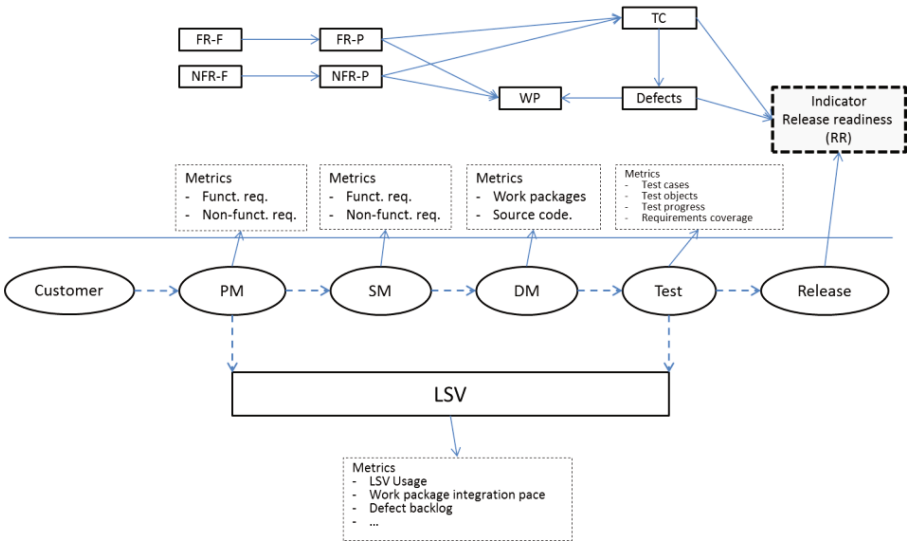 TC
FR-F
FR-P
NFR-F
NFR-P
WP
Defects
Indicator
Release readiness
(RR)
Metrics
- Funct. req.
- Non-funct. req.
Metrics
- Funct. req.
- Non-funct. req.
Metrics
- Work packages
- Source code.
Metrics
- Test cases
- Test objects
- Test progress
- Requirements coverage
Customer
PM
SM
DM
Test
Release
LSV
Metrics
- LSV Usage
- Work package integration pace
- Defect backlog
- ...